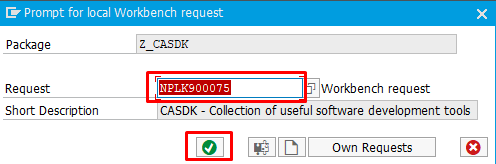 Prompt for local Workbench request
Package Z_CASDK
Request NPLK900075 Workbench request
Short Description CASDK - Collection of useful software development tools
Own Requests